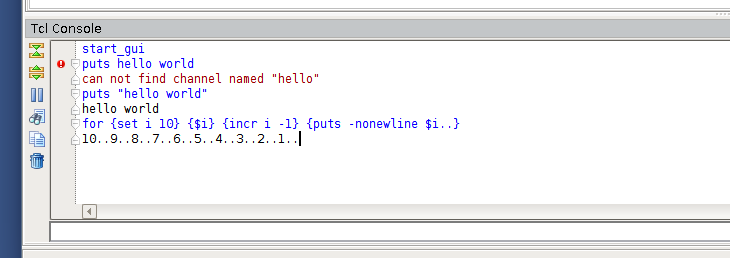 Tcl Console
start_gui
puts hello world
can not find channel named "hello"
puts "hello world"
hello world
for {set i 10} {$i} {incr i -1} {puts -nonewline $i..}
10..9..8..7..6..5..4..3..2..1..